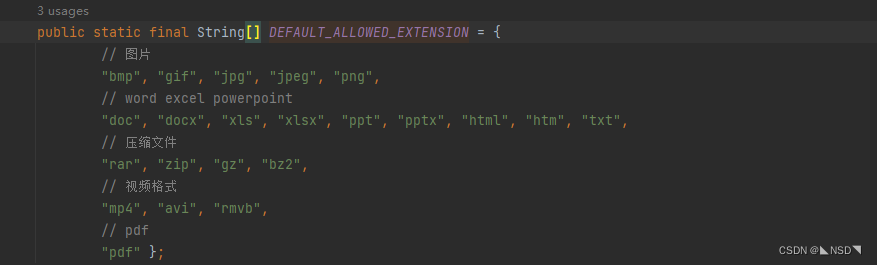 3 usages
public static final String[] DEFAULT_ALLOWED_EXTENSION = {
// 图片
"bmp", "gif", "jpg", "jpeg", "png",
// word excel powerpoint
"doc", "docx", "xls", "xlsx", "ppt", "pptx", "html", "htm", "txt",
// 压缩文件
"rar", "zip", "gz", "bz2",
// 视频格式
"mp4", "avi", "rmvb",
// pdf
"pdf" };
CSDN @◣NSD◥